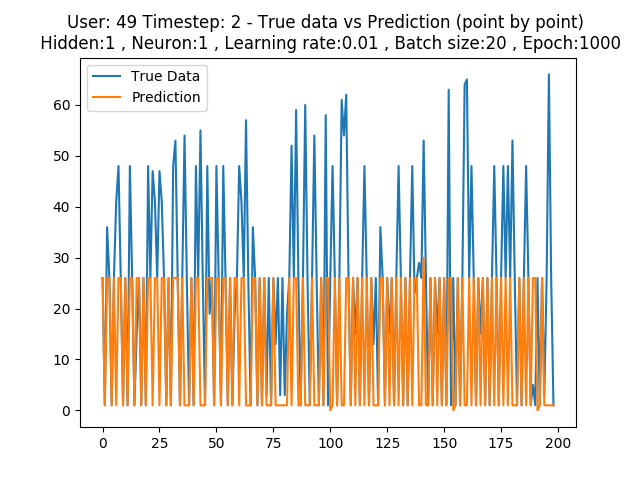 User: 49 Timestep: 2 - True data vs Prediction (point by point)
Hidden:1 , Neuron:1 , Learning rate:0.01 , Batch size:20 , Epoch:1000
True Data
Prediction
60
50
40
30
20
10
0
0 25 50 75 100 125 150 175 200